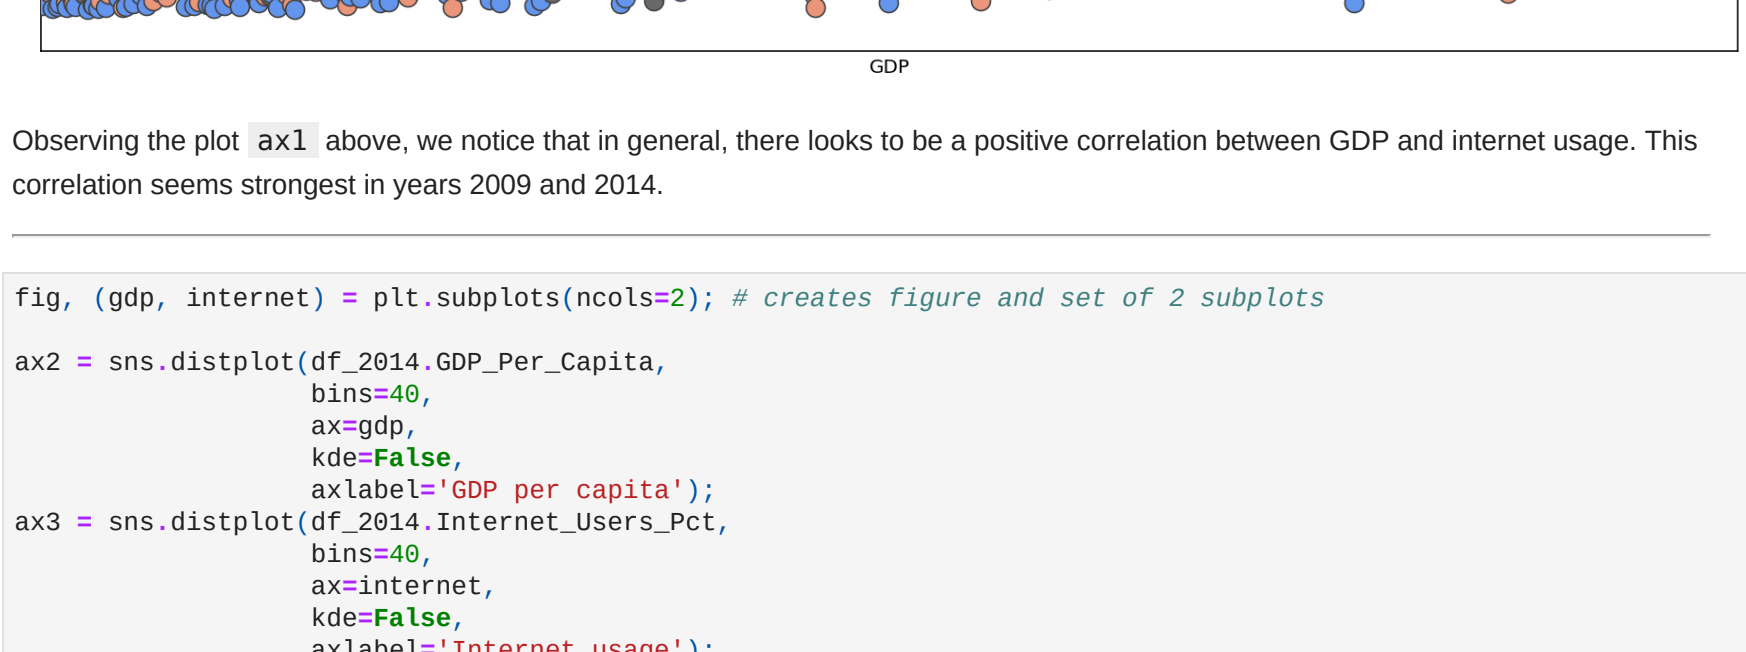 GDP
Observing the plot ax1 above, we notice that in general, there looks to be a positive correlation between GDP and internet usage. This
correlation seems strongest in years 2009 and 2014.
fig, (gdp, internet) = plt.subplots(ncols=2); # creates figure and set of 2 subplots
ax2 = sns.distplot(df_2014.GDP_Per_Capita,
bins=40,
ax=gdp,
kde=False,
axlabel='GDP per capita');
ax3 = sns.distplot(df_2014.Internet_Users_Pct,
bins=40,
ax=internet,
kde=False,
axlabel='Internet usage');